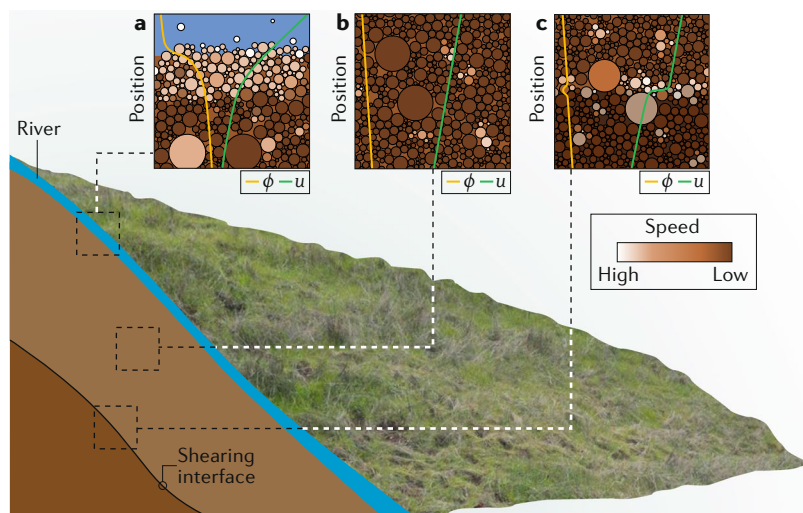 a
b
c
Position
Position
Position
River
ϕ u
ϕ u
ϕ u
Speed
High Low
Shearing
interface